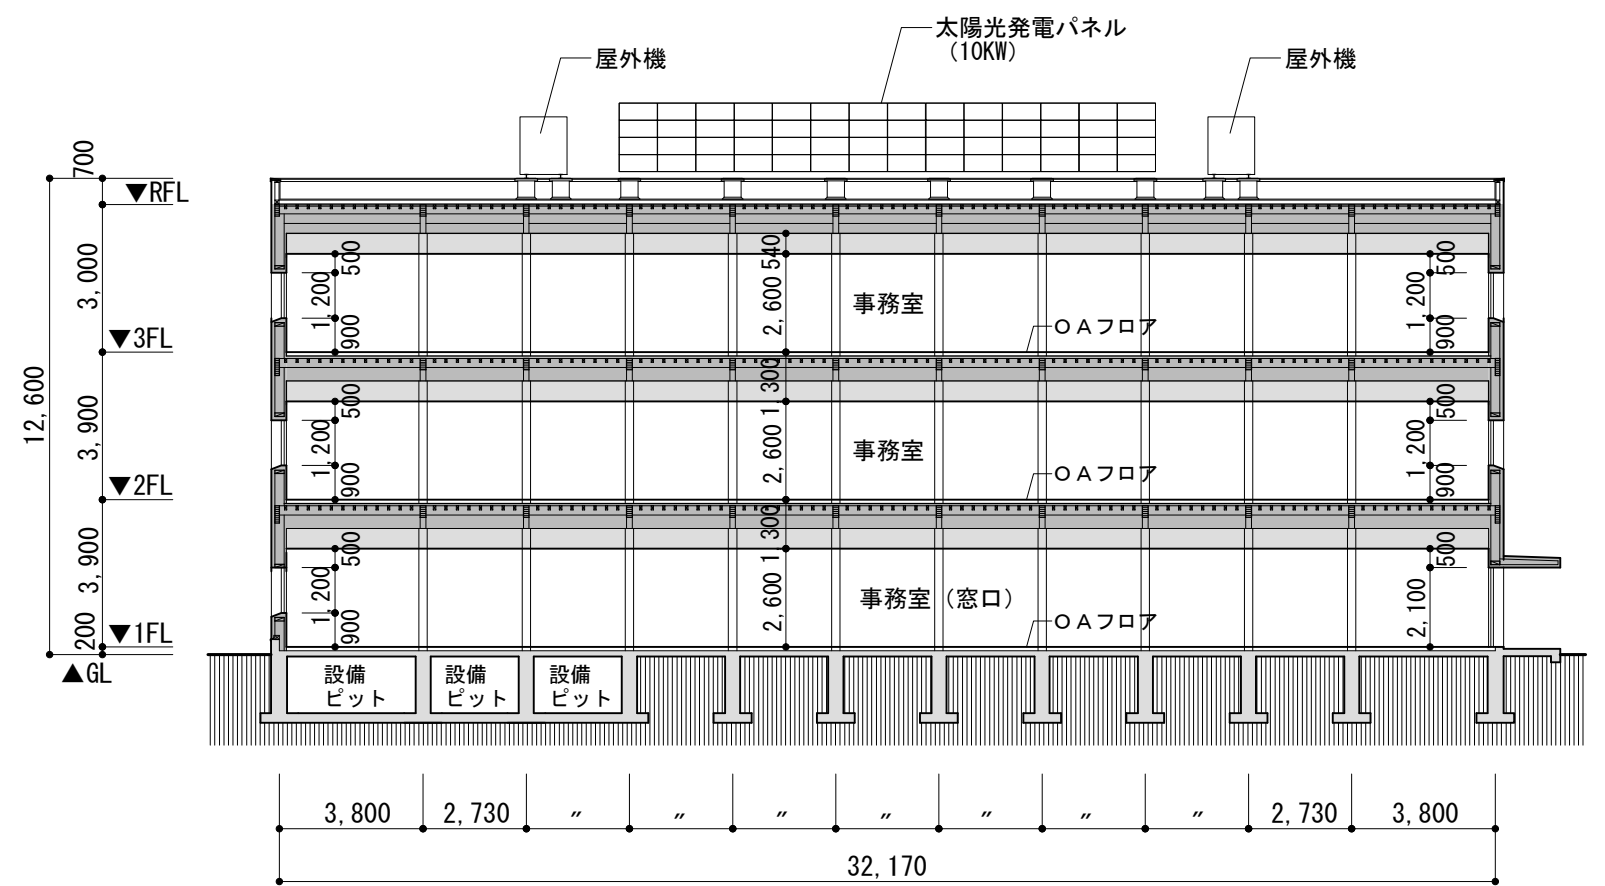 太陽光発電パネル
(10KW)
屋外機
屋外機
700
▼RFL
3,000
▼3FL
3,900
▼2FL
3,900
▼1FL
200
▲GL
12,600
500
1,200
900
540
2,600
事務室
OAフロア
500
1,200
900
500
1,200
900
1,300
2,600
事務室
OAフロア
500
1,200
900
500
1,200
900
1,300
2,600
事務室（窓口）
OAフロア
500
2,100
設備
ピット
設備
ピット
設備
ピット
3,800 2,730 〃 〃 〃 〃 〃 〃 〃 2,730 3,800
32,170